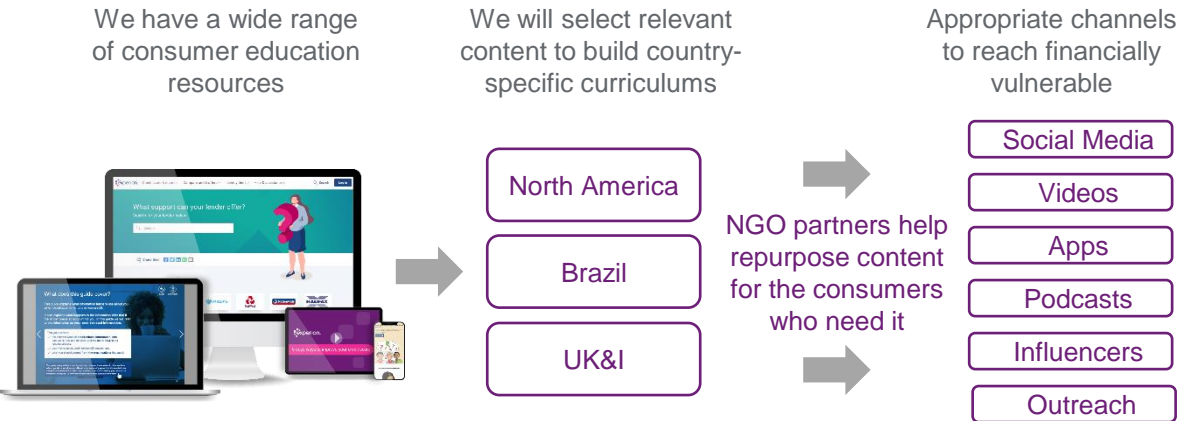 We have a wide range
of consumer education
resources
We will select relevant
content to build country-
specific curriculums
Appropriate channels
to reach financially
vulnerable
What support can your lender offer?
What does this guide cover?
experian.
North America
Brazil
UK&I
NGO partners help
repurpose content
for the consumers
who need it
Social Media
Videos
Apps
Podcasts
Influencers
Outreach